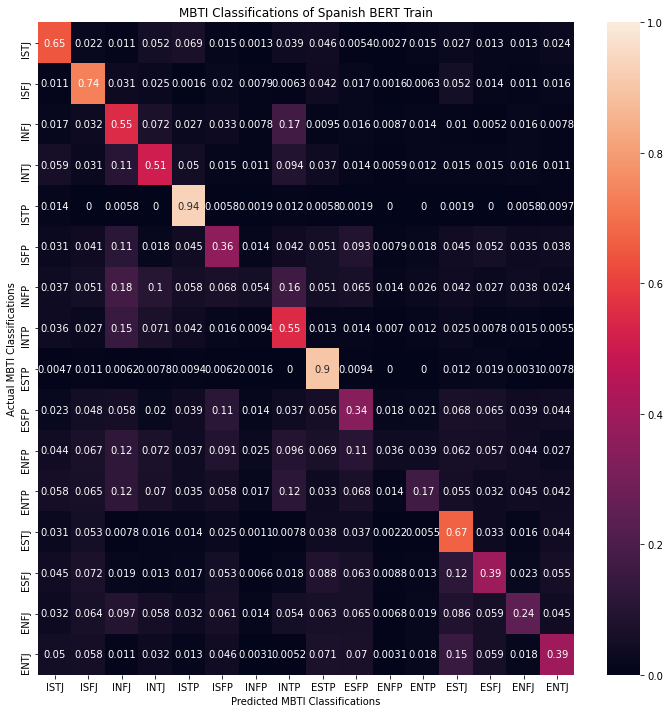 MBTI Classifications of Spanish BERT Train
ISTJ 0.65 0.022 0.011 0.052 0.069 0.015 0.0013 0.039 0.046 0.0054 0.0027 0.015 0.027 0.013 0.013 0.024
ISFJ 0.011 0.74 0.031 0.025 0.0016 0.02 0.0079 0.0063 0.042 0.017 0.0016 0.0063 0.052 0.014 0.011 0.016
INFJ 0.017 0.032 0.55 0.072 0.027 0.033 0.0078 0.17 0.0095 0.016 0.0087 0.014 0.01 0.0052 0.016 0.0078
INTJ 0.059 0.031 0.11 0.51 0.05 0.015 0.011 0.094 0.037 0.014 0.0059 0.012 0.015 0.015 0.016 0.011
ISTP 0.014 0 0.0058 0 0.94 0.0058 0.0019 0.012 0.0058 0.0019 0 0 0.0019 0 0.0058 0.0097
ISFP 0.031 0.041 0.11 0.018 0.045 0.36 0.014 0.042 0.051 0.093 0.0079 0.018 0.045 0.052 0.035 0.038
INFP 0.037 0.051 0.18 0.1 0.058 0.068 0.054 0.16 0.051 0.065 0.014 0.026 0.042 0.027 0.038 0.024
INTP 0.036 0.027 0.15 0.071 0.042 0.016 0.0094 0.55 0.013 0.014 0.007 0.012 0.025 0.0078 0.015 0.0055
ESTP 0.0047 0.011 0.0062 0.0078 0.0094 0.0062 0.0016 0 0.9 0.0094 0 0 0.012 0.019 0.0031 0.0078
ESFP 0.023 0.048 0.058 0.02 0.039 0.11 0.014 0.037 0.056 0.34 0.018 0.021 0.068 0.065 0.039 0.044
ENFP 0.044 0.067 0.12 0.072 0.037 0.091 0.025 0.096 0.069 0.11 0.036 0.039 0.062 0.057 0.044 0.027
ENTP 0.058 0.065 0.12 0.07 0.035 0.058 0.017 0.12 0.033 0.068 0.014 0.17 0.055 0.032 0.045 0.042
ESTJ 0.031 0.053 0.0078 0.016 0.014 0.025 0.0011 0.0078 0.038 0.037 0.0022 0.0055 0.67 0.033 0.016 0.044
ESFJ 0.045 0.072 0.019 0.013 0.017 0.053 0.0066 0.018 0.088 0.063 0.0088 0.013 0.12 0.39 0.023 0.055
ENFJ 0.032 0.064 0.097 0.058 0.032 0.061 0.014 0.054 0.063 0.065 0.0068 0.019 0.086 0.059 0.24 0.045
ENTJ 0.05 0.058 0.011 0.032 0.013 0.046 0.0031 0.0052 0.071 0.07 0.0031 0.018 0.15 0.059 0.018 0.39
ISTJ ISFJ INFJ INTJ ISTP ISFP INFP INTP ESTP ESFP ENFP ENTP ESTJ ESFJ ENFJ ENTJ
Predicted MBTI Classifications
Actual MBTI Classifications
1.0
0.8
0.6
0.4
0.2
0.0